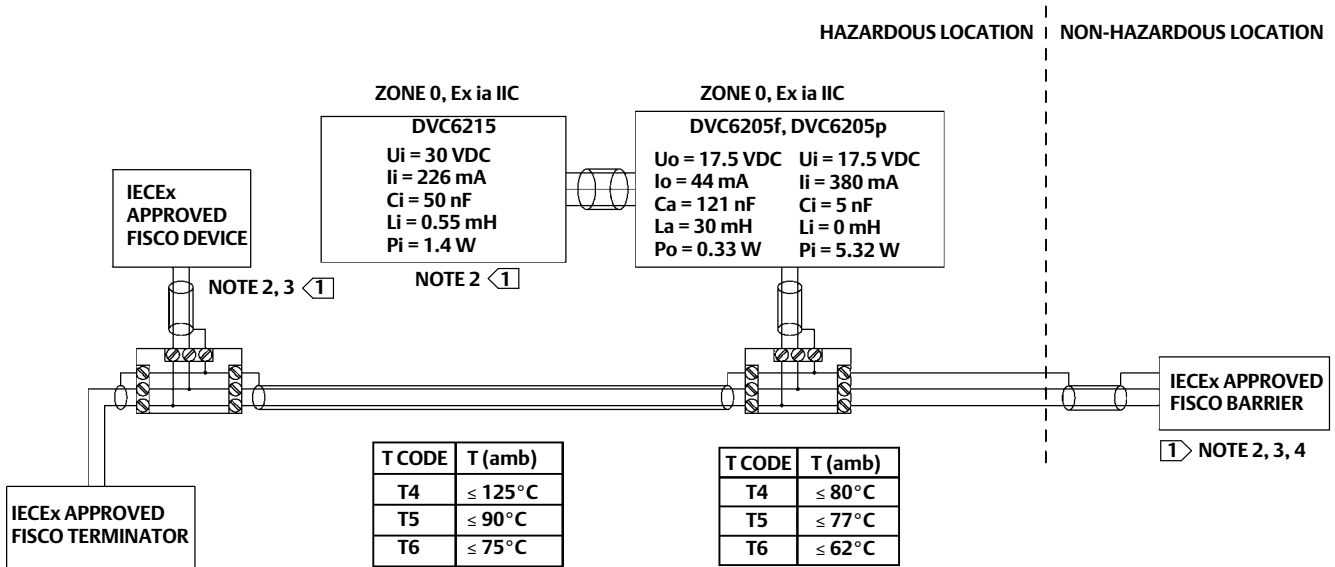 HAZARDOUS LOCATION
NON-HAZARDOUS LOCATION
ZONE 0, Ex ia IIC
DVC6215
Ui = 30 VDC
Ii = 226 mA
Ci = 50 nF
Li = 0.55 mH
Pi = 1.4 W
NOTE 2 1
ZONE 0, Ex ia IIC
DVC6205f, DVC6205p
Uo = 17.5 VDC Ui = 17.5 VDC
Io = 44 mA Ii = 380 mA
Ca = 121 nF Ci = 5 nF
La = 30 mH Li = 0 mH
Po = 0.33 W Pi = 5.32 W
IECEx
APPROVED
FISCO DEVICE
NOTE 2, 3 1
IECEx APPROVED
FISCO BARRIER
1 NOTE 2, 3, 4
IECEx APPROVED
FISCO TERMINATOR
T CODE T (amb)
T4 ≤ 125°C
T5 ≤ 90°C
T6 ≤ 75°C
T CODE T (amb)
T4 ≤ 80°C
T5 ≤ 77°C
T6 ≤ 62°C